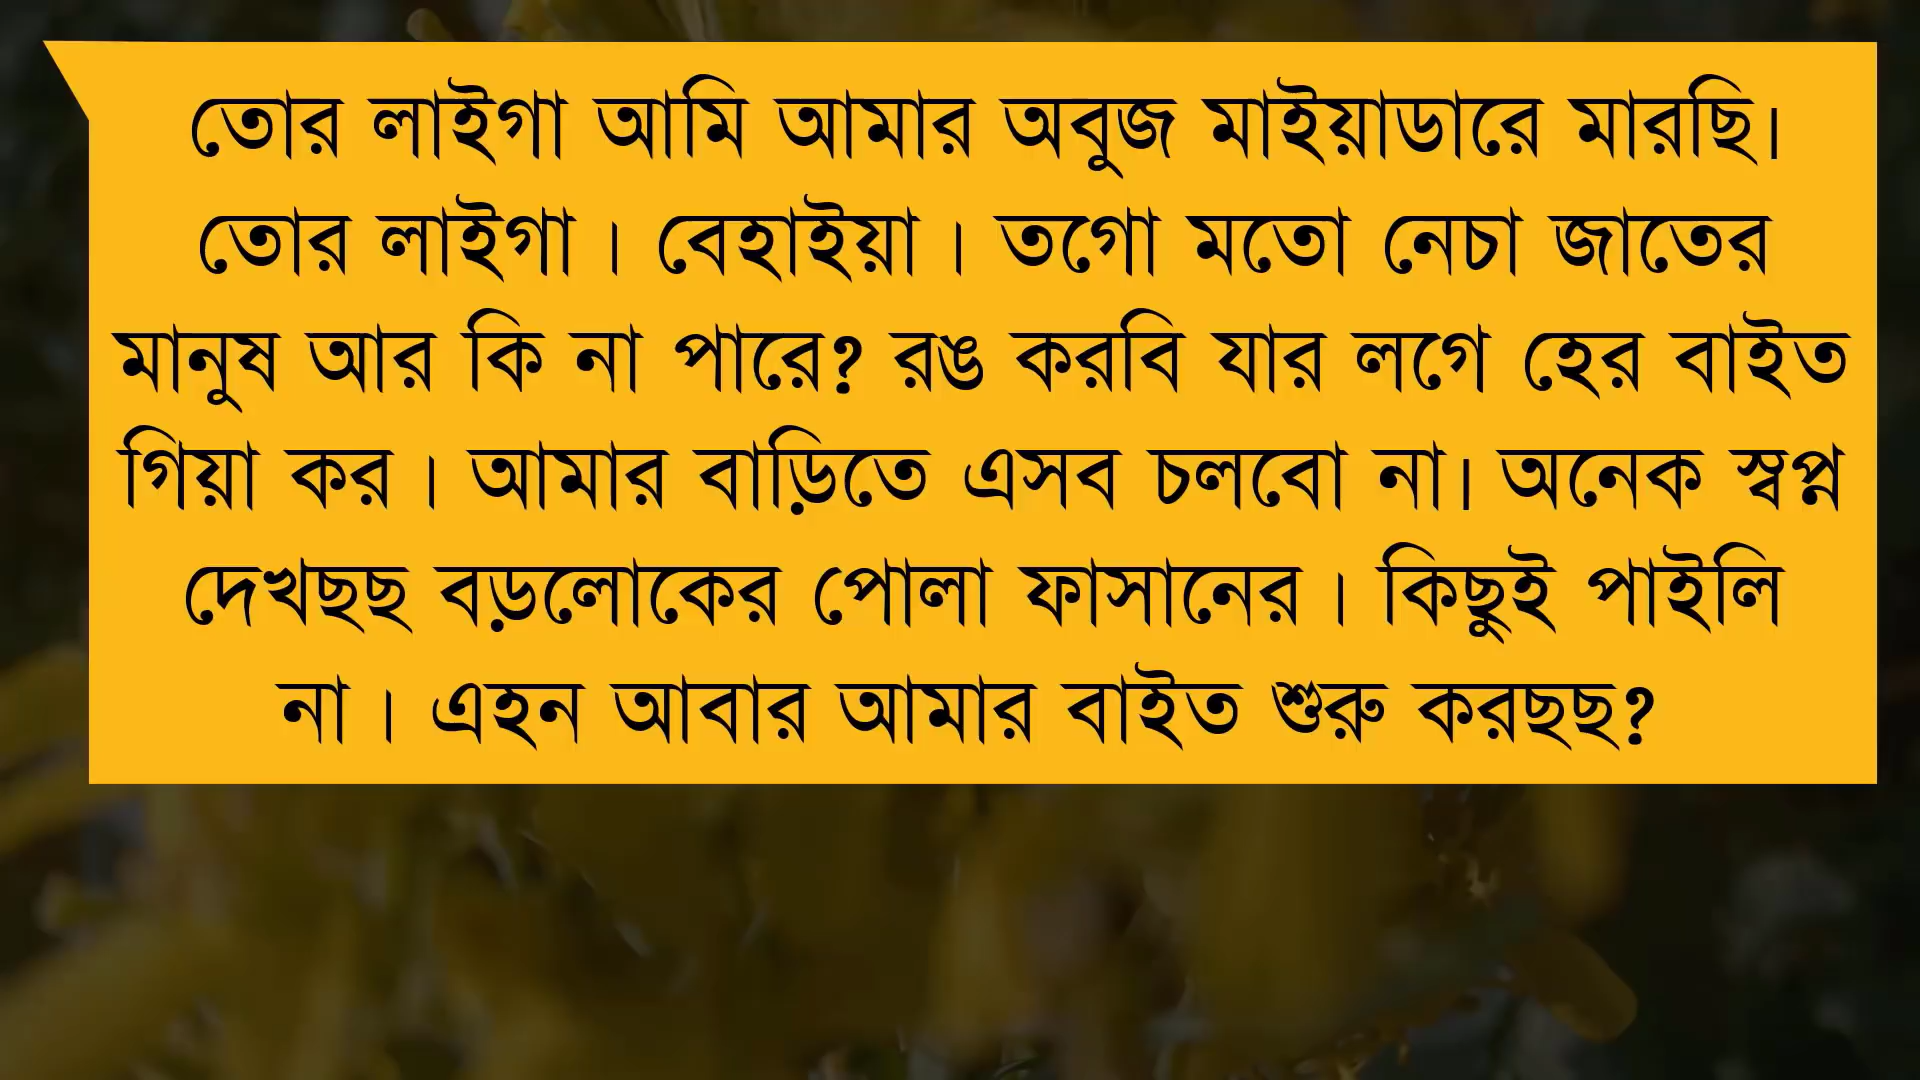 তোর লাইগা আমি আমার অবুজ মাইয়াডারে মারছি।
তোর লাইগা । বেহাইয়া । তগো মতো নেচা জাতের
মানুষ আর কি না পারে? রঙ করবি যার লগে হের বাইত
গিয়া কর । আমার বাড়িতে এসব চলবো না। অনেক স্বপ্ন
দেখছছ বড়লোকের পোলা ফাসানের । কিছুই পাইলি
না । এহন আবার আমার বাইত শুরু করছছ?